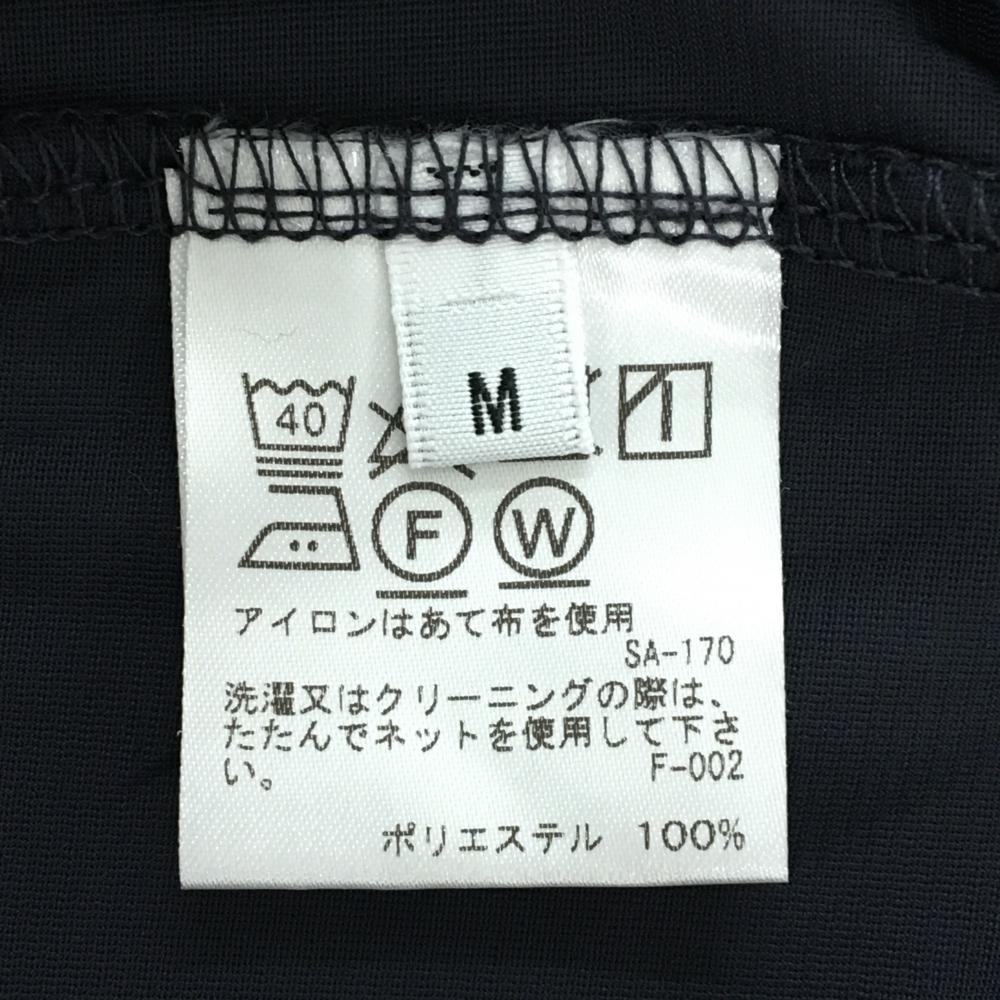 M
40
F W
アイロンはあて布を使用
SA-170
洗濯又はクリーニングの際は、
たたんでネットを使用して下さ
い。
F-002
ポリエステル 100%